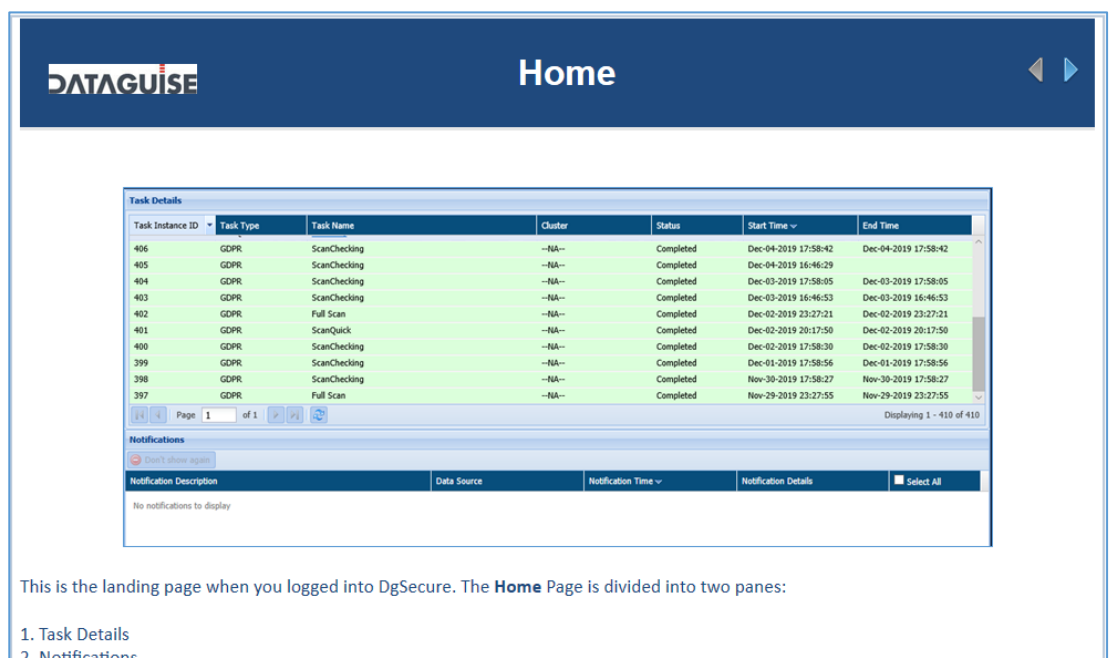 DATAGUISE
Home
Task Details
Task Instance ID Task Type Task Name Cluster Status Start Time End Time
406 GDPR ScanChecking --NA-- Completed Dec-04-2019 17:58:42 Dec-04-2019 17:58:42
405 GDPR ScanChecking --NA-- Completed Dec-04-2019 16:46:29
404 GDPR ScanChecking --NA-- Completed Dec-03-2019 17:58:05 Dec-03-2019 17:58:05
403 GDPR ScanChecking --NA-- Completed Dec-03-2019 16:46:53 Dec-03-2019 16:46:53
402 GDPR Full Scan --NA-- Completed Dec-02-2019 23:27:21 Dec-02-2019 23:27:21
401 GDPR ScanQuick --NA-- Completed Dec-02-2019 20:17:50 Dec-02-2019 20:17:50
400 GDPR ScanChecking --NA-- Completed Dec-02-2019 17:58:30 Dec-02-2019 17:58:30
399 GDPR ScanChecking --NA-- Completed Dec-01-2019 17:58:56 Dec-01-2019 17:58:56
398 GDPR ScanChecking --NA-- Completed Nov-30-2019 17:58:27 Nov-30-2019 17:58:27
397 GDPR Full Scan --NA-- Completed Nov-29-2019 23:27:55 Nov-29-2019 23:27:55
Page 1 of 1 Displaying 1 - 410 of 410
Notifications
Don't show again
Notification Description Data Source Notification Time Notification Details Select All
No notifications to display
This is the landing page when you logged into DgSecure. The Home Page is divided into two panes:
1. Task Details
2. Notifications